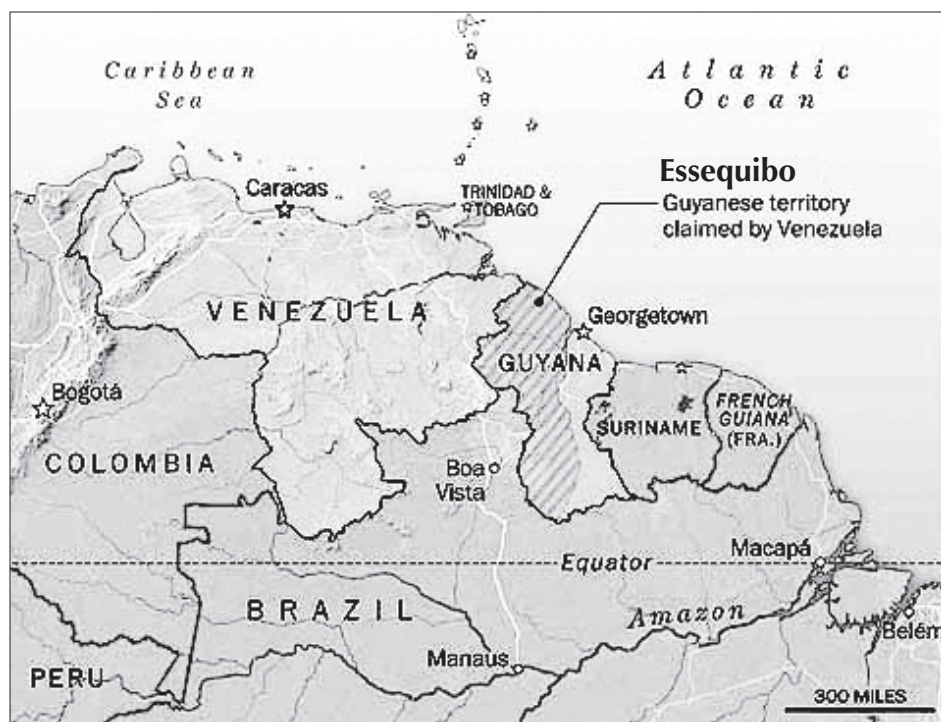 Caribbean
Sea
Atlantic
Ocean
Essequibo
Guyanese territory
claimed by Venezuela
Caracas
TRINIDAD &
TOBAGO
VENEZUELA
Georgetown
GUYANA
Bogotá
SURINAME
FRENCH
GUIANA
(FRA.)
COLOMBIA
Boa
Vista
Equator
Macapá
BRAZIL
Amazon
Belém
Manaus
PERU
300 MILES